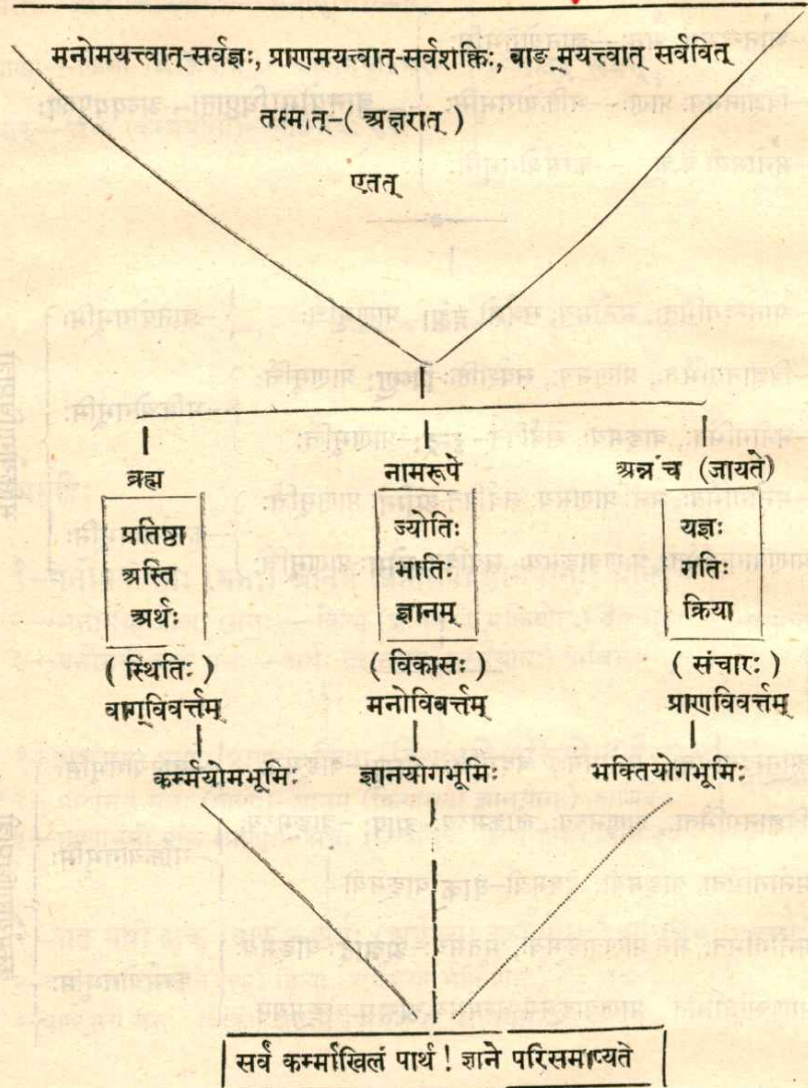 मनोमयत्त्वात्-सर्वज्ञः, प्राणमयत्त्वात्-सर्वशक्तिः, वाङ्मयत्त्वात् सर्ववित्
तस्मात्-( अक्षरात् )
एतत्
ब्रह्म नामरूपे अन्नं च (जायते)
प्रतिष्ठा ज्योतिः यज्ञः
अस्ति भातिः गतिः
अर्थः ज्ञानम् क्रिया
( स्थितिः ) (विकासः) ( संचारः )
वाग्विवर्त्तम् मनोविवर्त्तम् प्राणविवर्त्तम्
कर्म्मयोमभूमिः ज्ञानयोगभूमिः भक्तियोगभूमिः
सर्वं कर्म्माखिलं पार्थ ! ज्ञाने परिसमाप्यते